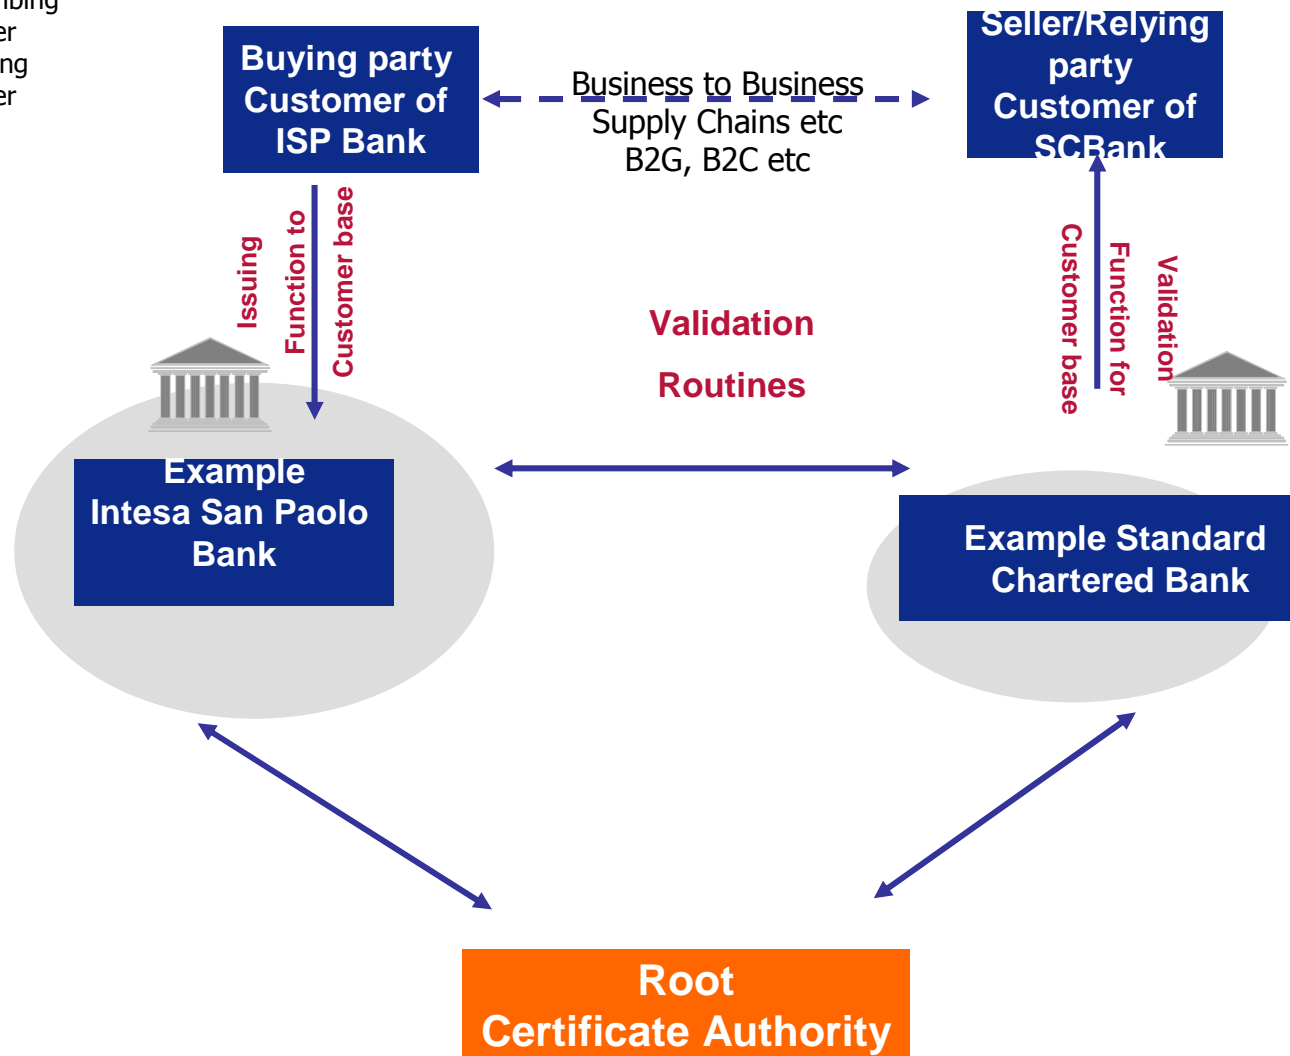 Buying party
Customer of
ISP Bank
Business to Business
Supply Chains etc
B2G, B2C etc
Seller/Relying
party
Customer of
SCBank
Issuing
Function to
Customer base
Validation
Routines
Validation
Function for
Customer base
Example
Intesa San Paolo
Bank
Example Standard
Chartered Bank
Root
Certificate Authority